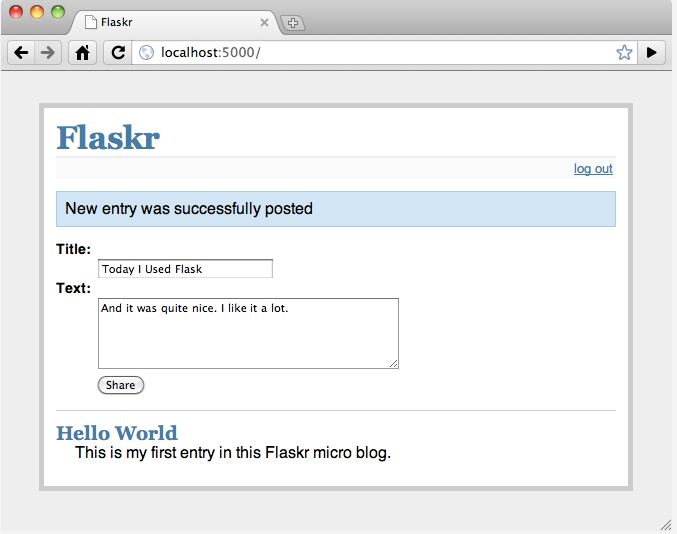 Flaskr
localhost:5000/
Flaskr
log out
New entry was successfully posted
Title:
Today I Used Flask
Text:
And it was quite nice. I like it a lot.
Share
Hello World
This is my first entry in this Flaskr micro blog.